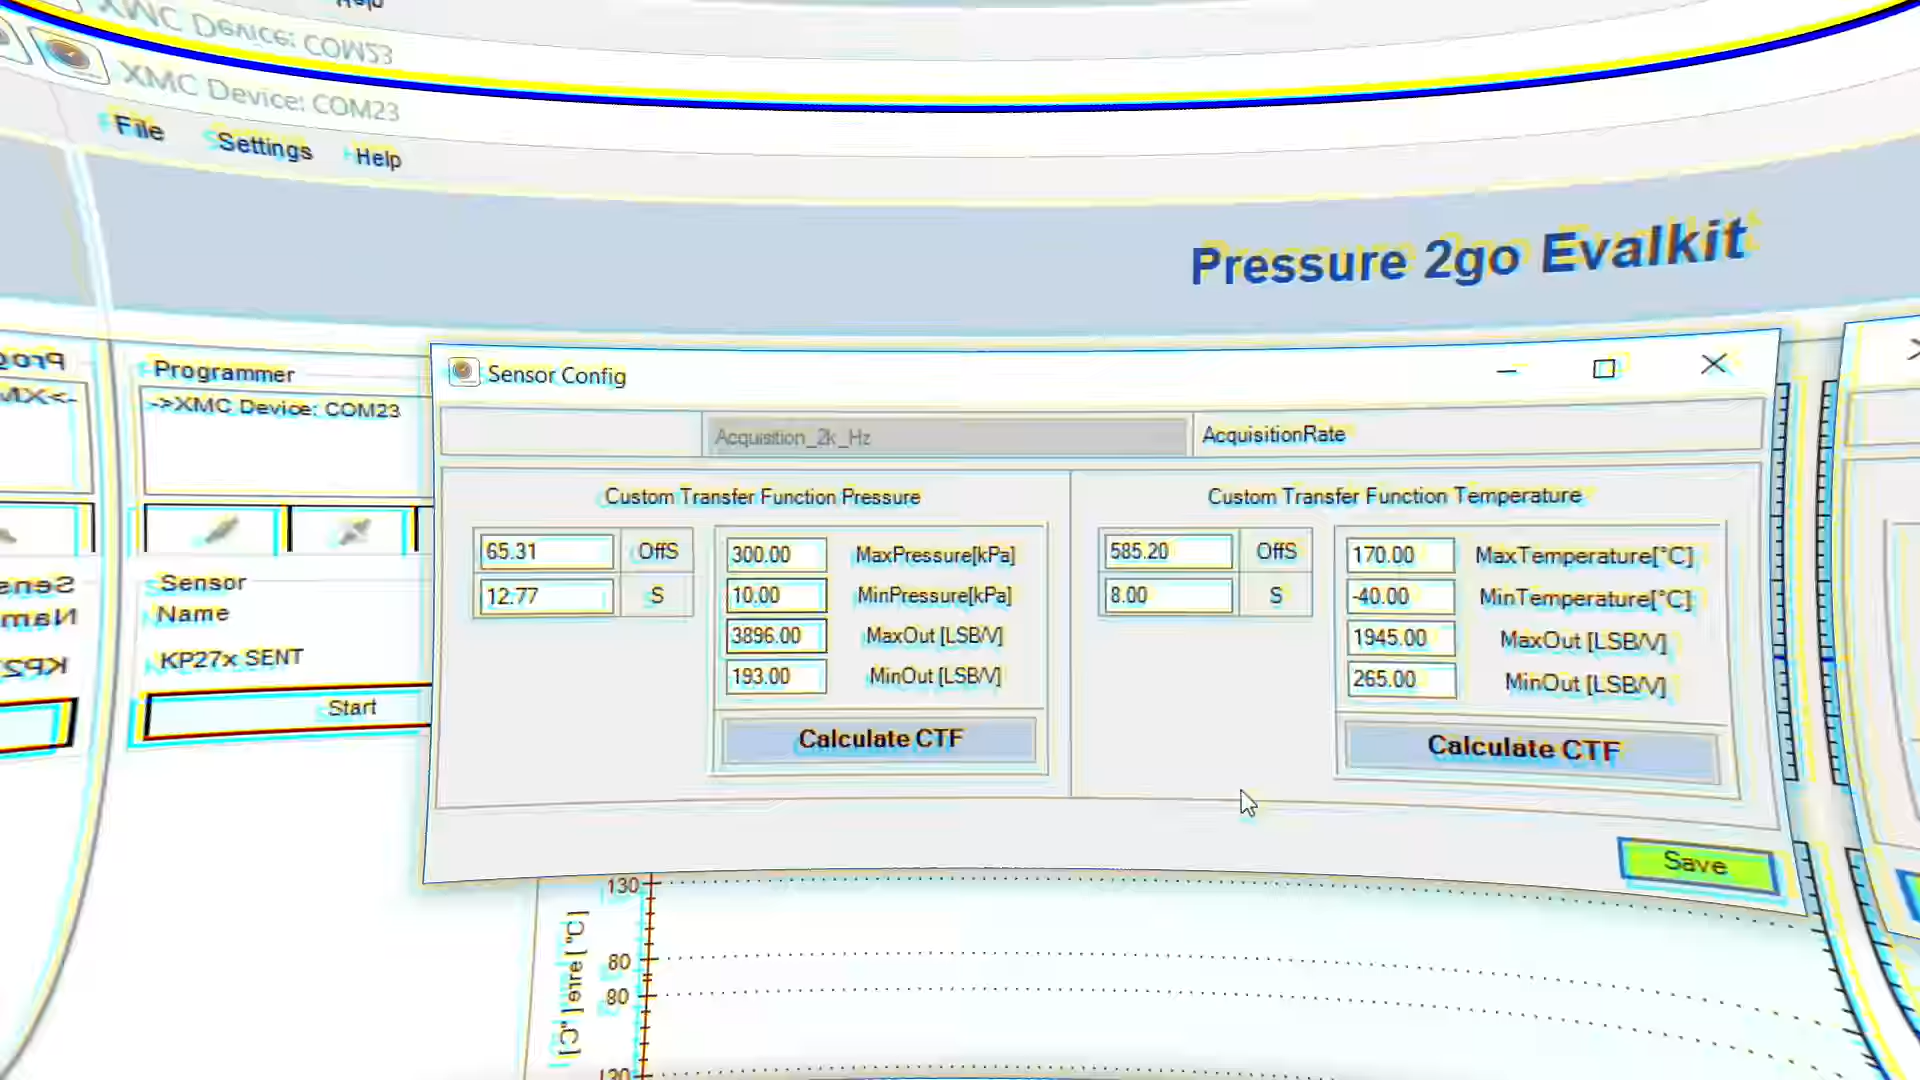 Help
XMC Device: COM23
XMC Device: COM23
File Settings Help
Pressure 2go Evalkit
Programmer
->XMC Device: COM23
Sensor
Name
KP27x SENT
Start
Sensor Config
Acquisition_2k_Hz AcquisitionRate
Custom Transfer Function Pressure
65.31 OffS
12.77 S
300.00 MaxPressure[kPa]
10.00 MinPressure[kPa]
3896.00 MaxOut [LSB/V]
193.00 MinOut [LSB/V]
Calculate CTF
Custom Transfer Function Temperature
585.20 OffS
8.00 S
170.00 MaxTemperature[°C]
-40.00 MinTemperature[°C]
1945.00 MaxOut [LSB/V]
265.00 MinOut [LSB/V]
Calculate CTF
Save
130
80
80